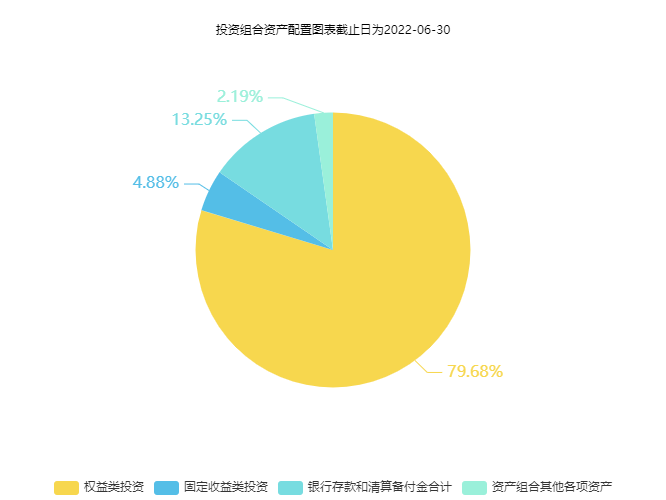 投资组合资产配置图表截止日为2022-06-30
2.19%
13.25%
4.88%
79.68%
权益类投资 固定收益类投资 银行存款和清算备付金合计 资产组合其他各项资产